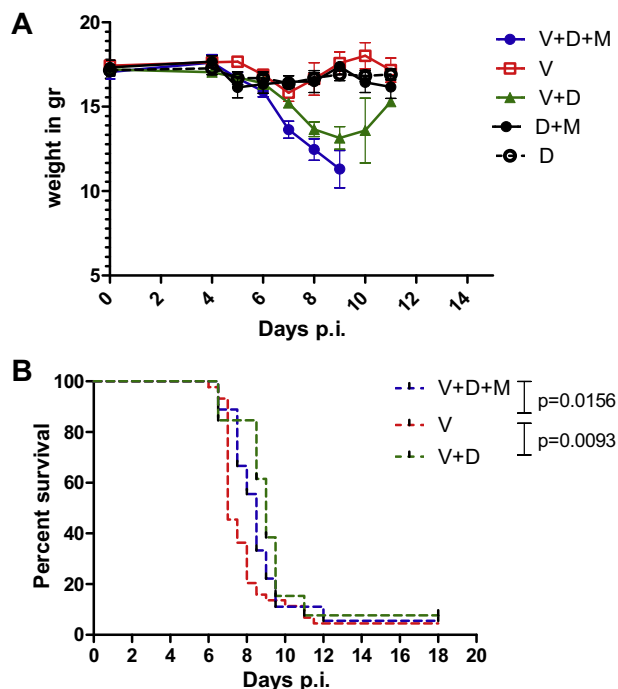 A
weight in gr
20
15
10
5
0
2
4
6
8
10
12
14
Days p.i.
V+D+M
V
V+D
D+M
D
B
Percent survival
100
80
60
40
20
0
0
2
4
6
8
10
12
14
16
18
20
Days p.i.
V+D+M
V
V+D
p=0.0156
p=0.0093